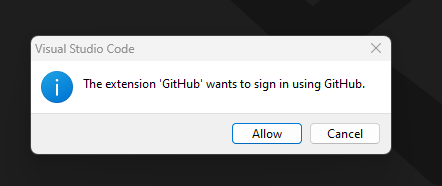 Visual Studio Code
The extension 'GitHub' wants to sign in using GitHub.
Allow
Cancel